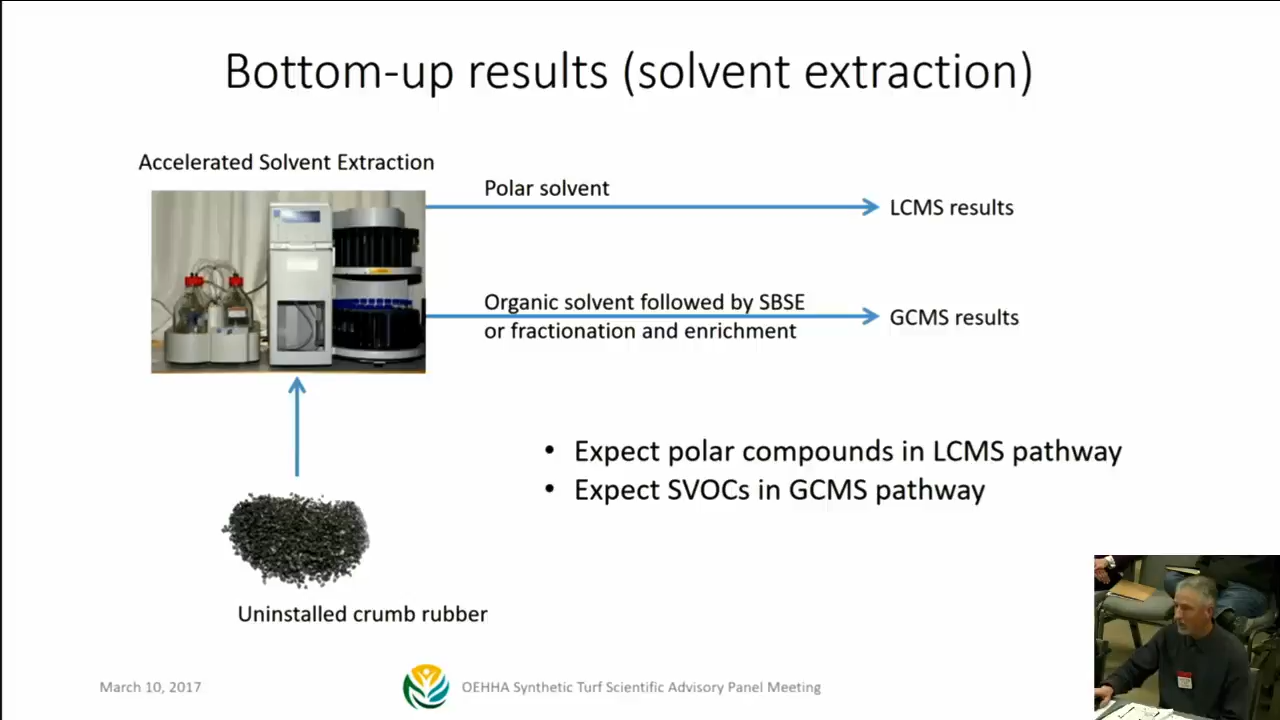 Bottom-up results (solvent extraction)
Accelerated Solvent Extraction
Polar solvent
LCMS results
Organic solvent followed by SBSE
or fractionation and enrichment
GCMS results
• Expect polar compounds in LCMS pathway
• Expect SVOCs in GCMS pathway
Uninstalled crumb rubber
March 10, 2017
OEHHA Synthetic Turf Scientific Advisory Panel Meeting